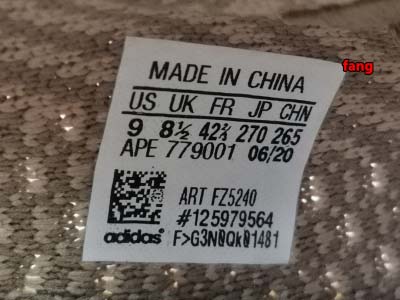 fang
MADE IN CHINA
US UK FR JP CHN
9 8½ 42⅔ 270 265
APE 779001 06/20
ART FZ5240
#125979564
adidas® F>G3N0Qk01481